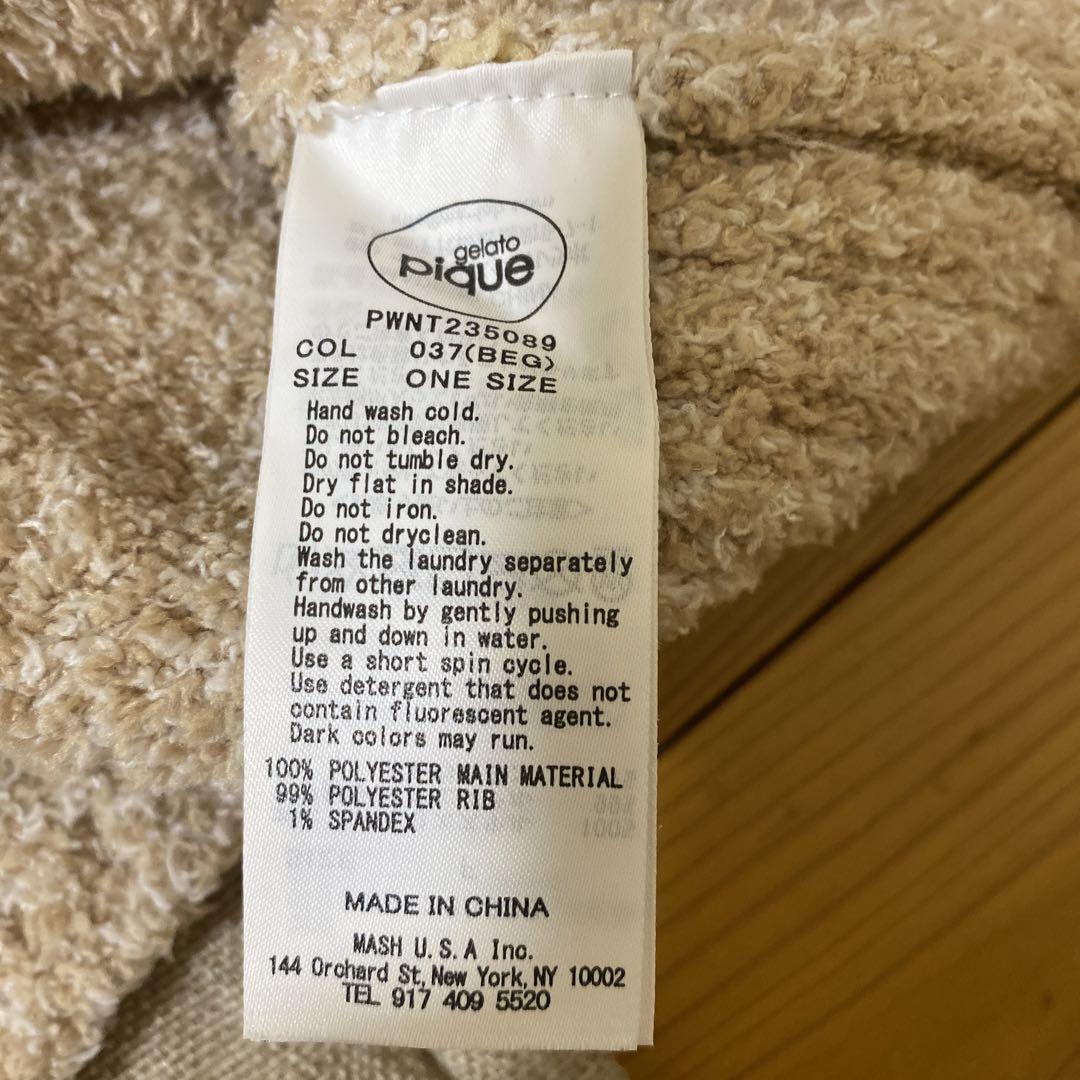 gelato
pique
PWNT235089
COL 037(BEG)
SIZE ONE SIZE
Hand wash cold.
Do not bleach.
Do not tumble dry.
Dry flat in shade.
Do not iron.
Do not dryclean.
Wash the laundry separately
from other laundry.
Handwash by gently pushing
up and down in water.
Use a short spin cycle.
Use detergent that does not
contain fluorescent agent.
Dark colors may run.
100% POLYESTER MAIN MATERIAL
99% POLYESTER RIB
1% SPANDEX
MADE IN CHINA
MASH U.S.A Inc.
144 Orchard St, New York, NY 10002
TEL 917 409 5520